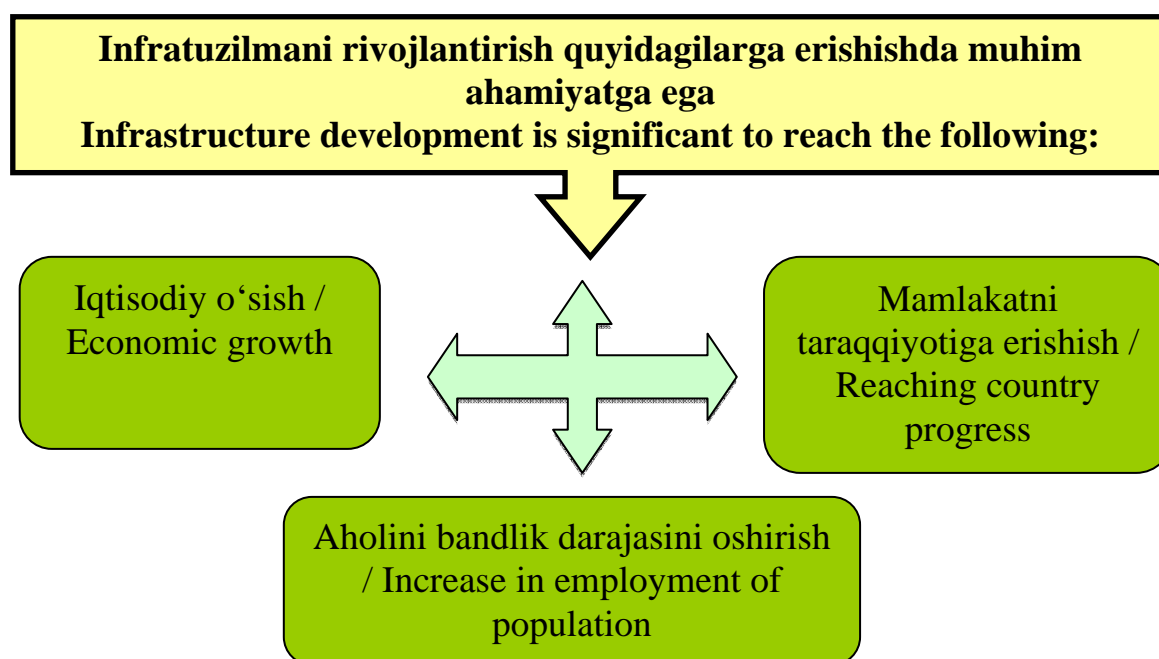 Infratuzilmani rivojlantirish quyidagilarga erishishda muhim
ahamiyatga ega
Infrastructure development is significant to reach the following:
Iqtisodiy o‘sish /
Economic growth
Mamlakatni
taraqqiyotiga erishish /
Reaching country
progress
Aholini bandlik darajasini oshirish
/ Increase in employment of
population